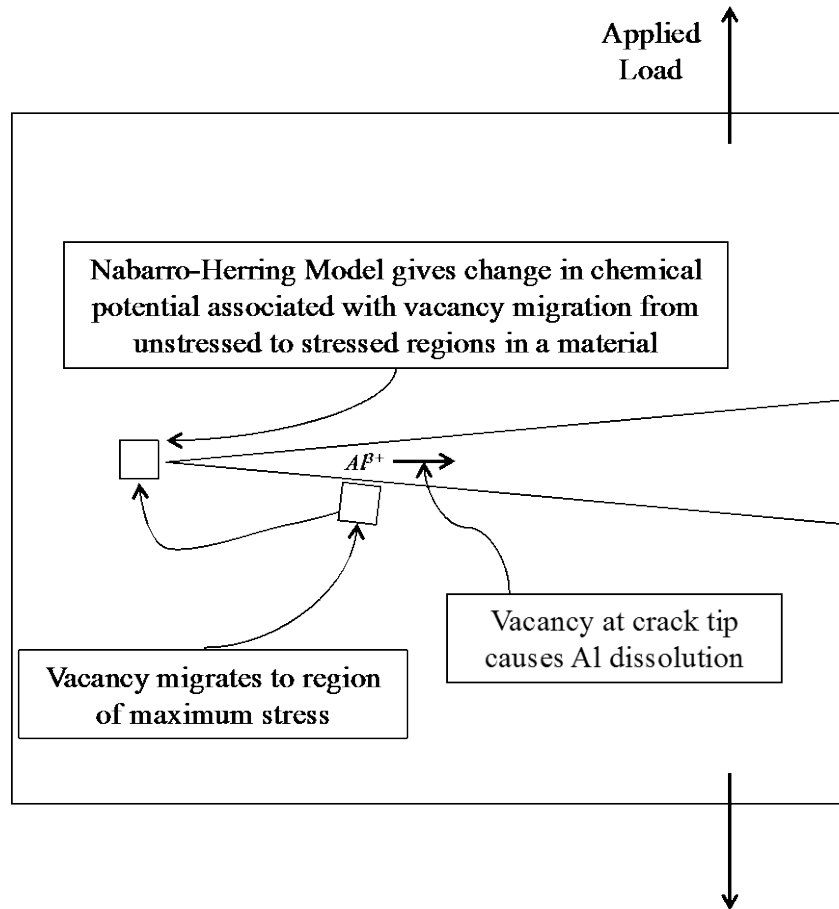 Applied
Load
Nabarro-Herring Model gives change in chemical
potential associated with vacancy migration from
unstressed to stressed regions in a material
Al³⁺
Vacancy at crack tip
causes Al dissolution
Vacancy migrates to region
of maximum stress